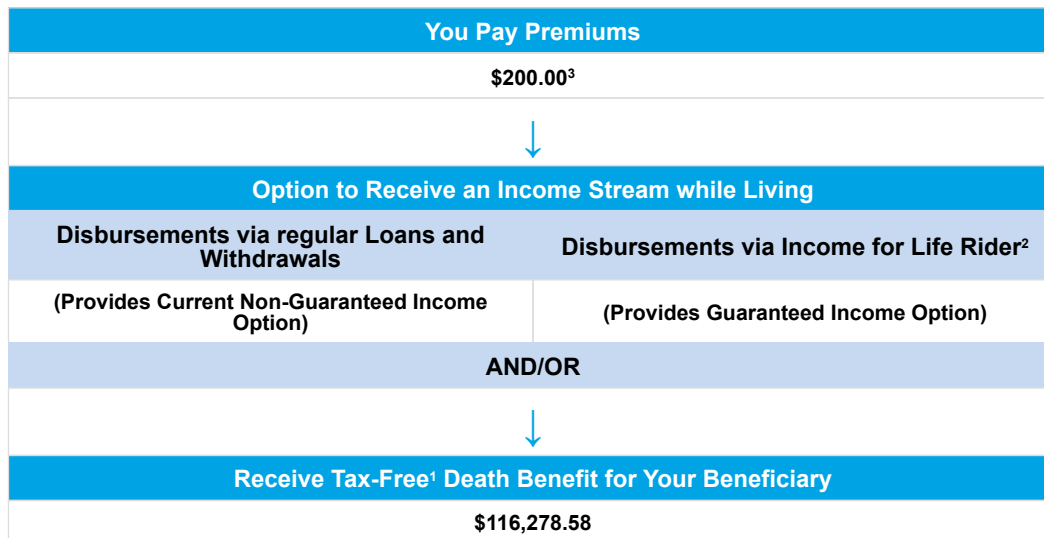 You Pay Premiums
$200.00³
Option to Receive an Income Stream while Living
Disbursements via regular Loans and
Withdrawals
Disbursements via Income for Life Rider²
(Provides Current Non-Guaranteed Income
Option)
(Provides Guaranteed Income Option)
AND/OR
Receive Tax-Free¹ Death Benefit for Your Beneficiary
$116,278.58